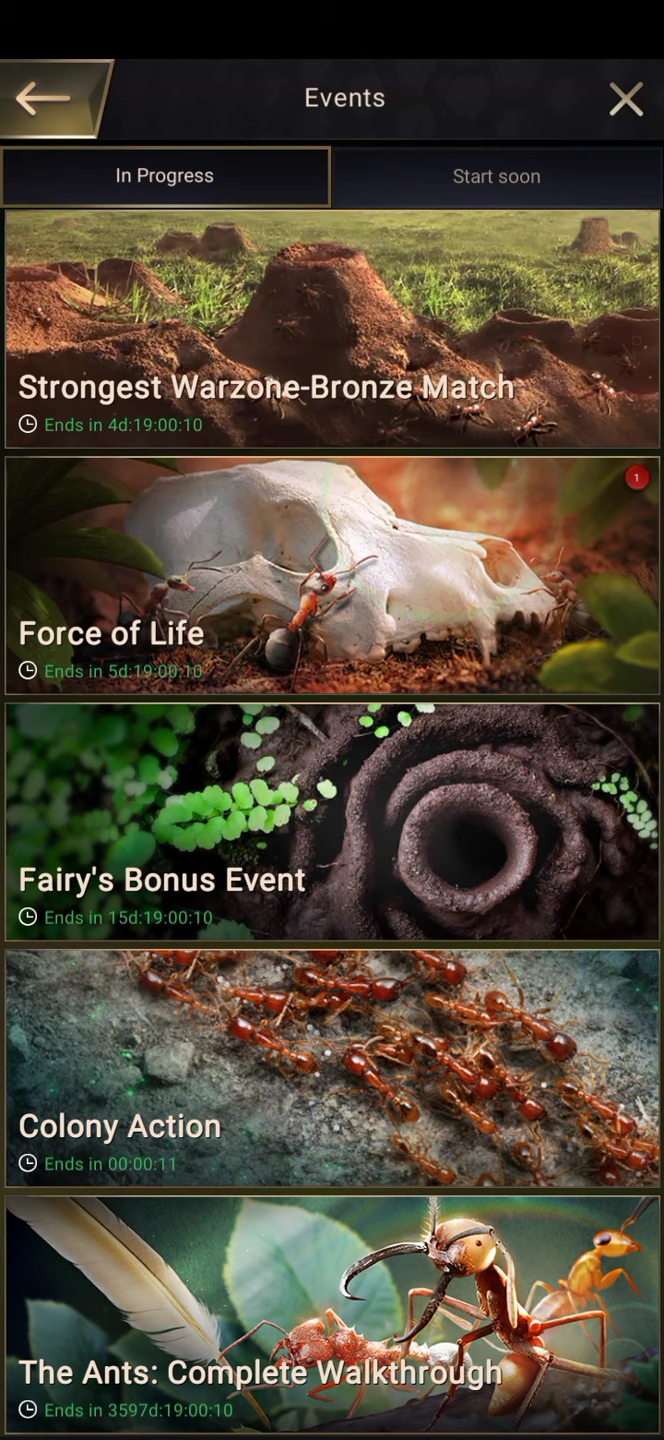 Events
In Progress
Start soon
Strongest Warzone-Bronze Match
Ends in 4d:19:00:10
1
Force of Life
Ends in 5d:19:00:10
Fairy's Bonus Event
Ends in 15d:19:00:10
Colony Action
Ends in 00:00:11
The Ants: Complete Walkthrough
Ends in 3597d:19:00:10